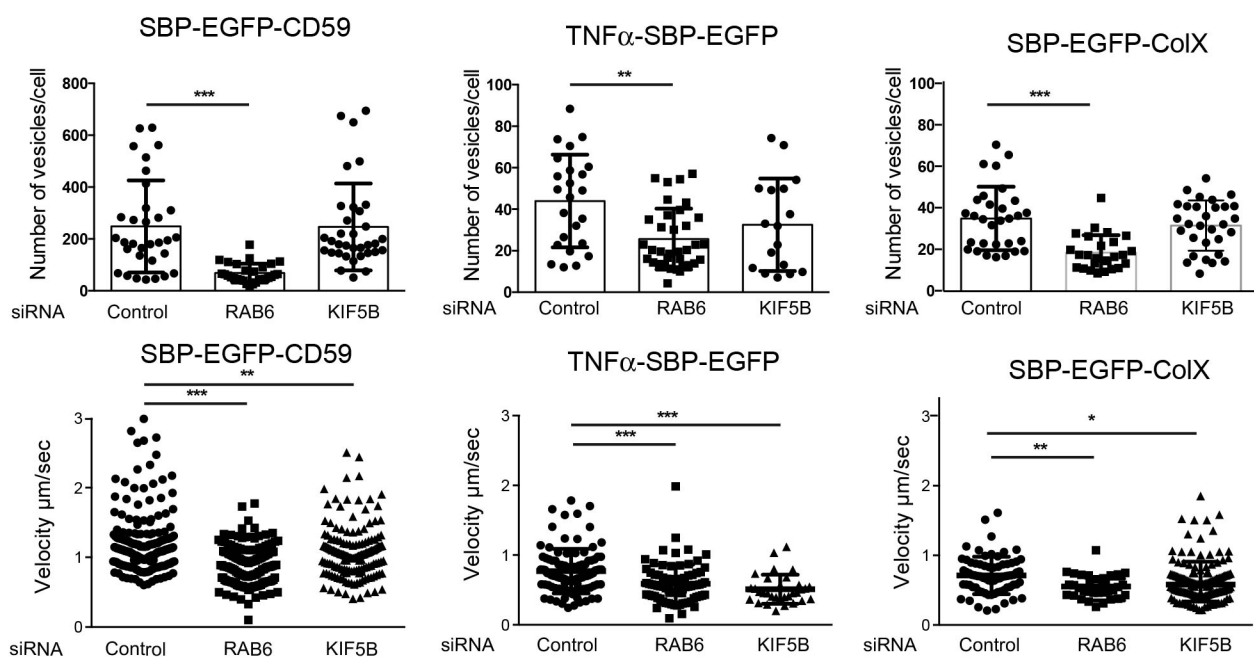 SBP-EGFP-CD59
Number of vesicles/cell
800
600
400
200
0
***
siRNA Control RAB6 KIF5B
TNFα-SBP-EGFP
Number of vesicles/cell
100
80
60
40
20
0
**
siRNA Control RAB6 KIF5B
SBP-EGFP-ColX
Number of vesicles/cell
100
80
60
40
20
0
***
siRNA Control RAB6 KIF5B
SBP-EGFP-CD59
Velocity μm/sec
3
2
1
0
**
***
siRNA Control RAB6 KIF5B
TNFα-SBP-EGFP
Velocity μm/sec
3
2
1
0
***
***
siRNA Control RAB6 KIF5B
SBP-EGFP-ColX
Velocity μm/sec
3
2
1
0
*
**
siRNA Control RAB6 KIF5B